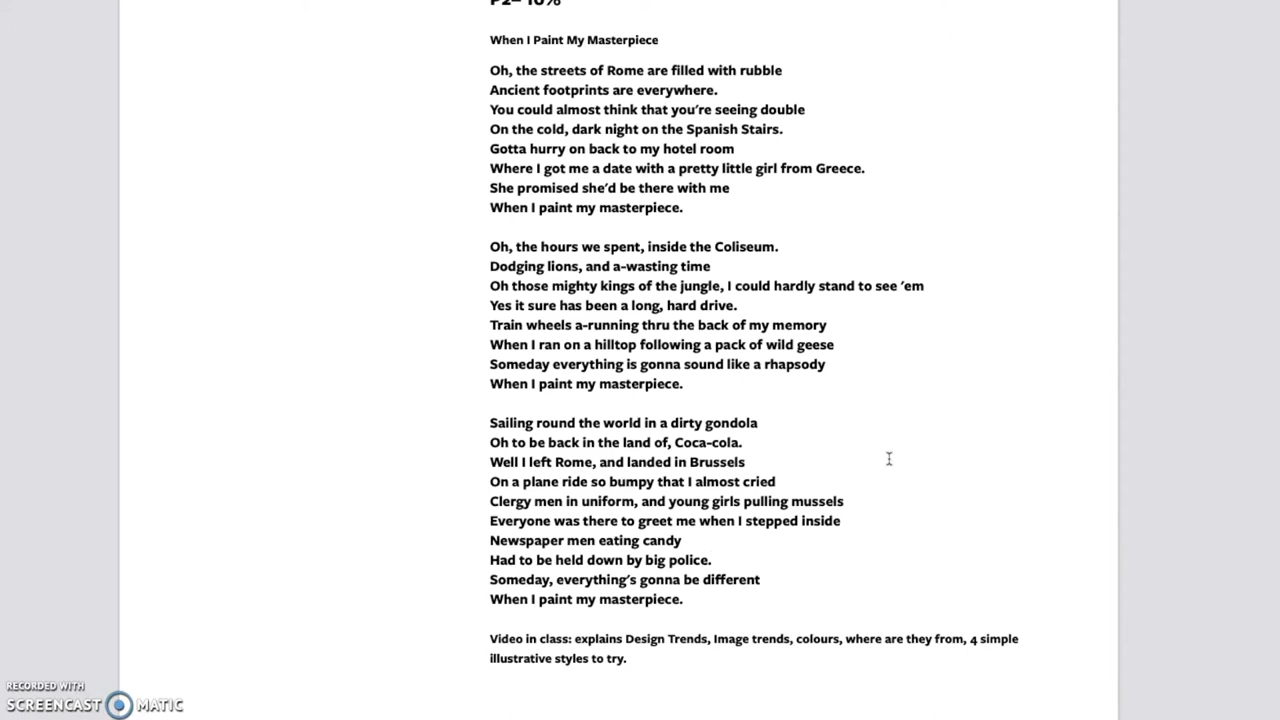 P2– 10%
When I Paint My Masterpiece
Oh, the streets of Rome are filled with rubble
Ancient footprints are everywhere.
You could almost think that you're seeing double
On the cold, dark night on the Spanish Stairs.
Gotta hurry on back to my hotel room
Where I got me a date with a pretty little girl from Greece.
She promised she'd be there with me
When I paint my masterpiece.
Oh, the hours we spent, inside the Coliseum.
Dodging lions, and a-wasting time
Oh those mighty kings of the jungle, I could hardly stand to see 'em
Yes it sure has been a long, hard drive.
Train wheels a-running thru the back of my memory
When I ran on a hilltop following a pack of wild geese
Someday everything is gonna sound like a rhapsody
When I paint my masterpiece.
Sailing round the world in a dirty gondola
Oh to be back in the land of, Coca-cola.
Well I left Rome, and landed in Brussels
On a plane ride so bumpy that I almost cried
Clergy men in uniform, and young girls pulling mussels
Everyone was there to greet me when I stepped inside
Newspaper men eating candy
Had to be held down by big police.
Someday, everything's gonna be different
When I paint my masterpiece.
Video in class: explains Design Trends, Image trends, colours, where are they from, 4 simple
illustrative styles to try.
RECORDED WITH
SCREENCAST MATIC